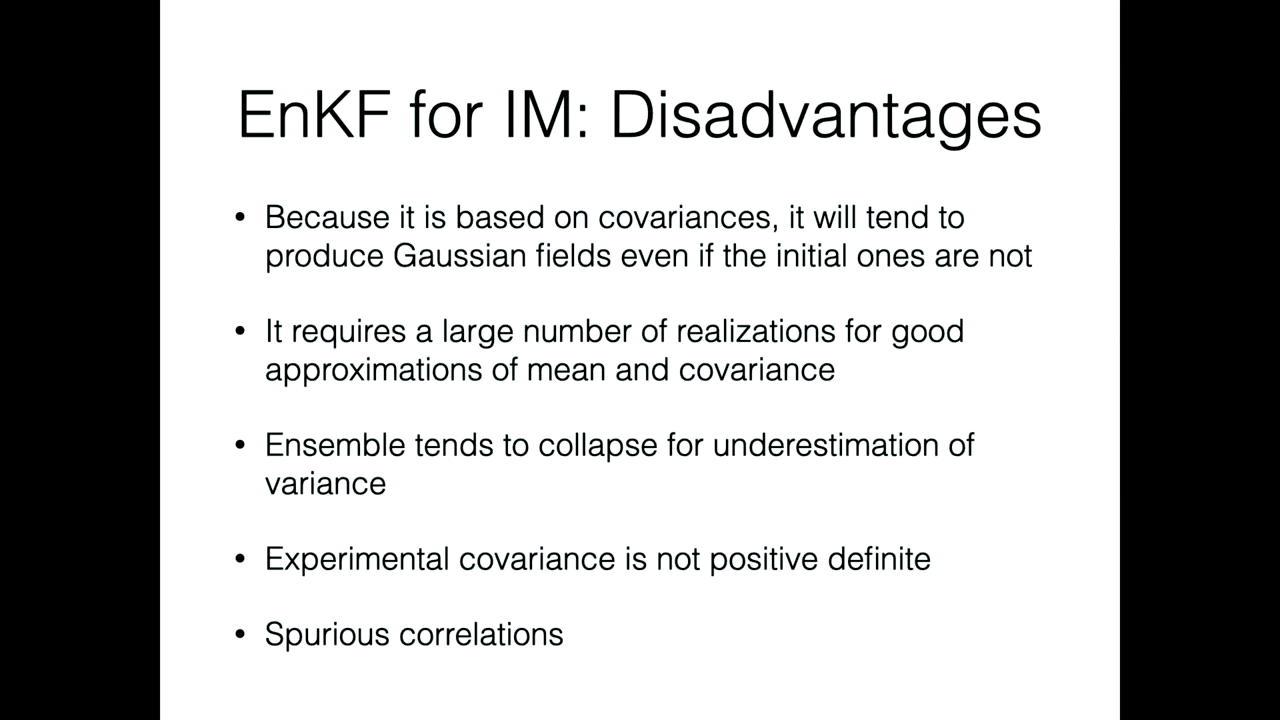 EnKF for IM: Disadvantages
• Because it is based on covariances, it will tend to
produce Gaussian fields even if the initial ones are not
• It requires a large number of realizations for good
approximations of mean and covariance
• Ensemble tends to collapse for underestimation of
variance
• Experimental covariance is not positive definite
• Spurious correlations